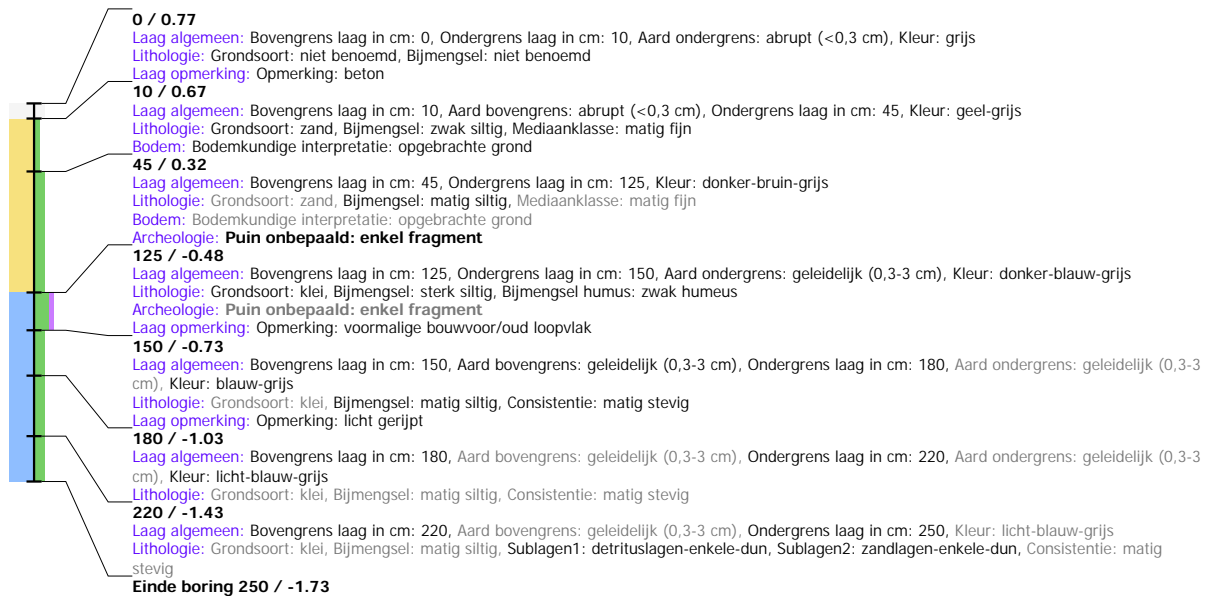 0 / 0.77
Laag algemeen: Bovengrens laag in cm: 0, Ondergrens laag in cm: 10, Aard ondergrens: abrupt (<0,3 cm), Kleur: grijs
Lithologie: Grondsoort: niet benoemd, Bijmengsel: niet benoemd
Laag opmerking: Opmerking: beton
10 / 0.67
Laag algemeen: Bovengrens laag in cm: 10, Aard bovengrens: abrupt (<0,3 cm), Ondergrens laag in cm: 45, Kleur: geel-grijs
Lithologie: Grondsoort: zand, Bijmengsel: zwak siltig, Mediaanklasse: matig fijn
Bodem: Bodemkundige interpretatie: opgebrachte grond
45 / 0.32
Laag algemeen: Bovengrens laag in cm: 45, Ondergrens laag in cm: 125, Kleur: donker-bruin-grijs
Lithologie: Grondsoort: zand, Bijmengsel: matig siltig, Mediaanklasse: matig fijn
Bodem: Bodemkundige interpretatie: opgebrachte grond
Archeologie: Puin onbepaald: enkel fragment
125 / -0.48
Laag algemeen: Bovengrens laag in cm: 125, Ondergrens laag in cm: 150, Aard ondergrens: geleidelijk (0,3-3 cm), Kleur: donker-blauw-grijs
Lithologie: Grondsoort: klei, Bijmengsel: sterk siltig, Bijmengsel humus: zwak humeus
Archeologie: Puin onbepaald: enkel fragment
Laag opmerking: Opmerking: voormalige bouwvoor/oud loopvlak
150 / -0.73
Laag algemeen: Bovengrens laag in cm: 150, Aard bovengrens: geleidelijk (0,3-3 cm), Ondergrens laag in cm: 180, Aard ondergrens: geleidelijk (0,3-3
cm), Kleur: blauw-grijs
Lithologie: Grondsoort: klei, Bijmengsel: matig siltig, Consistentie: matig stevig
Laag opmerking: Opmerking: licht gerijpt
180 / -1.03
Laag algemeen: Bovengrens laag in cm: 180, Aard bovengrens: geleidelijk (0,3-3 cm), Ondergrens laag in cm: 220, Aard ondergrens: geleidelijk (0,3-3
cm), Kleur: licht-blauw-grijs
Lithologie: Grondsoort: klei, Bijmengsel: matig siltig, Consistentie: matig stevig
220 / -1.43
Laag algemeen: Bovengrens laag in cm: 220, Aard bovengrens: geleidelijk (0,3-3 cm), Ondergrens laag in cm: 250, Kleur: licht-blauw-grijs
Lithologie: Grondsoort: klei, Bijmengsel: matig siltig, Sublagen1: detrituslagen-enkele-dun, Sublagen2: zandlagen-enkele-dun, Consistentie: matig
stevig
Einde boring 250 / -1.73